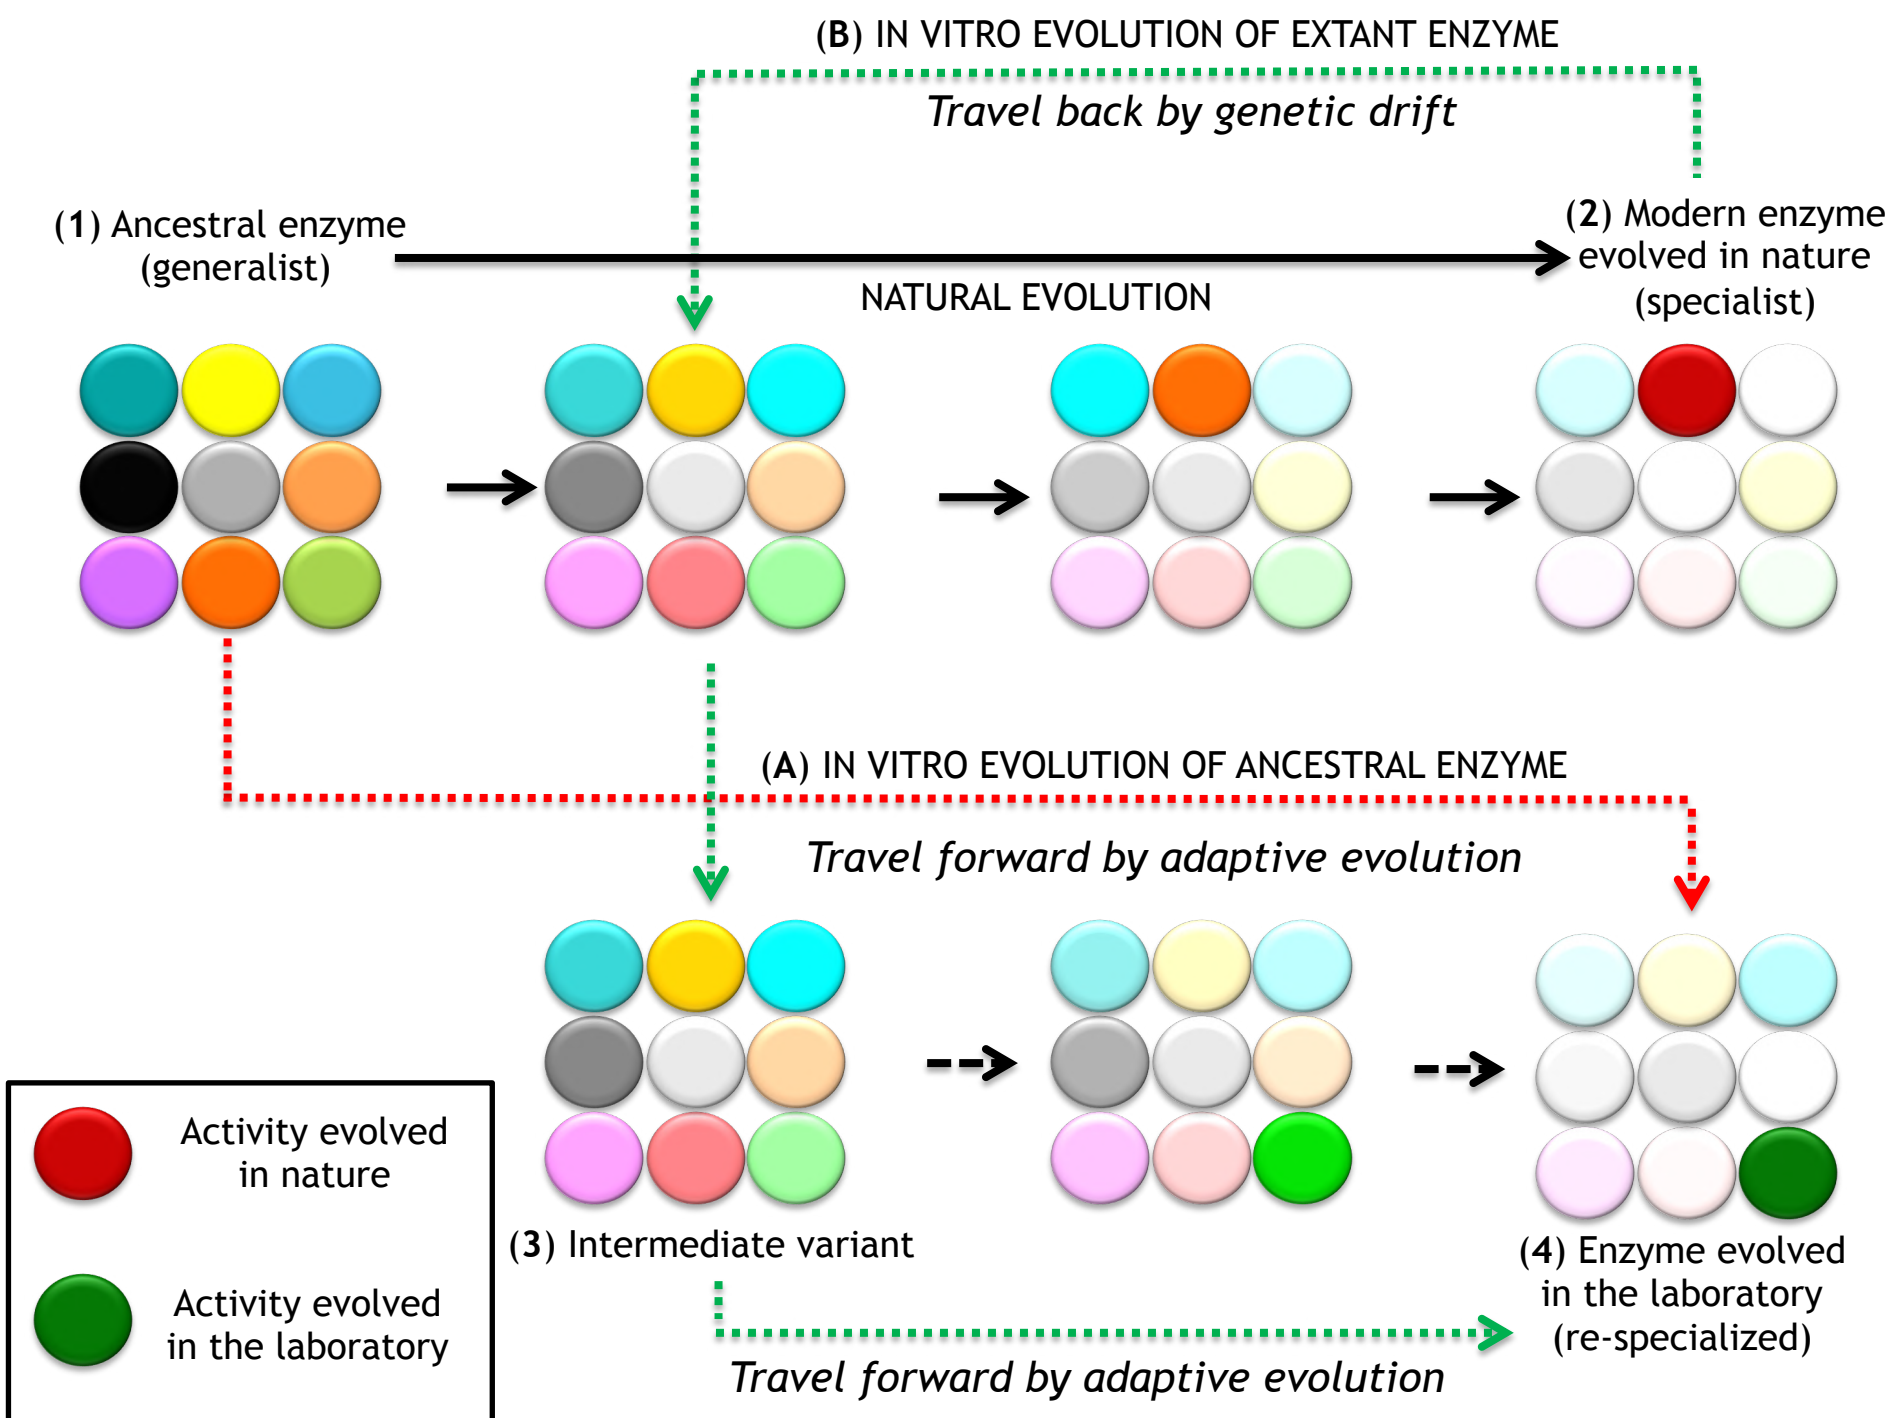 (B) IN VITRO EVOLUTION OF EXTANT ENZYME
Travel back by genetic drift
(1) Ancestral enzyme
(generalist)
(2) Modern enzyme
evolved in nature
(specialist)
NATURAL EVOLUTION
(A) IN VITRO EVOLUTION OF ANCESTRAL ENZYME
Travel forward by adaptive evolution
Activity evolved
in nature
Activity evolved
in the laboratory
(3) Intermediate variant
(4) Enzyme evolved
in the laboratory
(re-specialized)
Travel forward by adaptive evolution